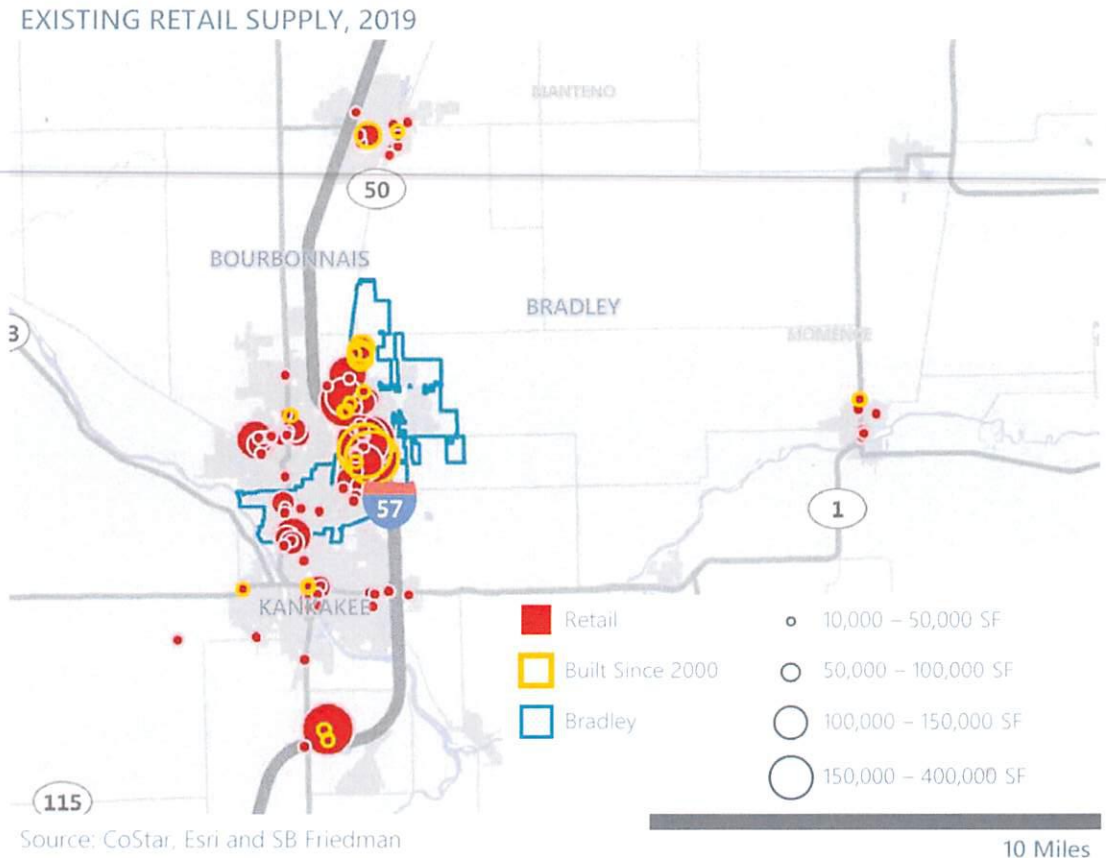 EXISTING RETAIL SUPPLY, 2019
MANTENO
50
BOURBONNAIS
BRADLEY
3
MOMENCE
57
1
KANKAKEE
Retail
Built Since 2000
Bradley
10,000 – 50,000 SF
50,000 – 100,000 SF
100,000 – 150,000 SF
150,000 – 400,000 SF
115
Source: CoStar, Esri and SB Friedman
10 Miles